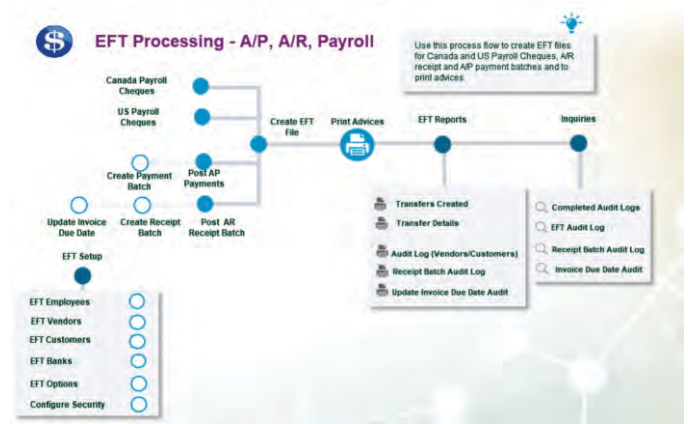 EFT Processing - A/P, A/R, Payroll
Use this process flow to create EFT files
for Canada and US Payroll Cheques, A/R
receipt and A/P payment batches and to
print advices.
Canada Payroll
Cheques
US Payroll
Cheques
Create EFT
File
Print Advices
EFT Reports
Inquiries
Create Payment
Batch
Post AP
Payments
Update Invoice
Due Date
Create Receipt
Batch
Post AR
Receipt Batch
EFT Setup
EFT Employees
EFT Vendors
EFT Customers
EFT Banks
EFT Options
Configure Security
Transfers Created
Transfer Details
Audit Log (Vendors/Customers)
Receipt Batch Audit Log
Update Invoice Due Date Audit
Completed Audit Logs
EFT Audit Log
Receipt Batch Audit Log
Invoice Due Date Audit